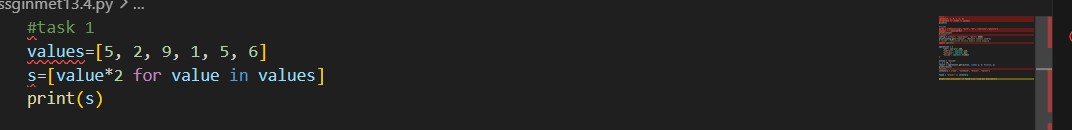 ssginmet13.4.py > ...
#task 1
values=[5, 2, 9, 1, 5, 6]
s=[value*2 for value in values]
print(s)